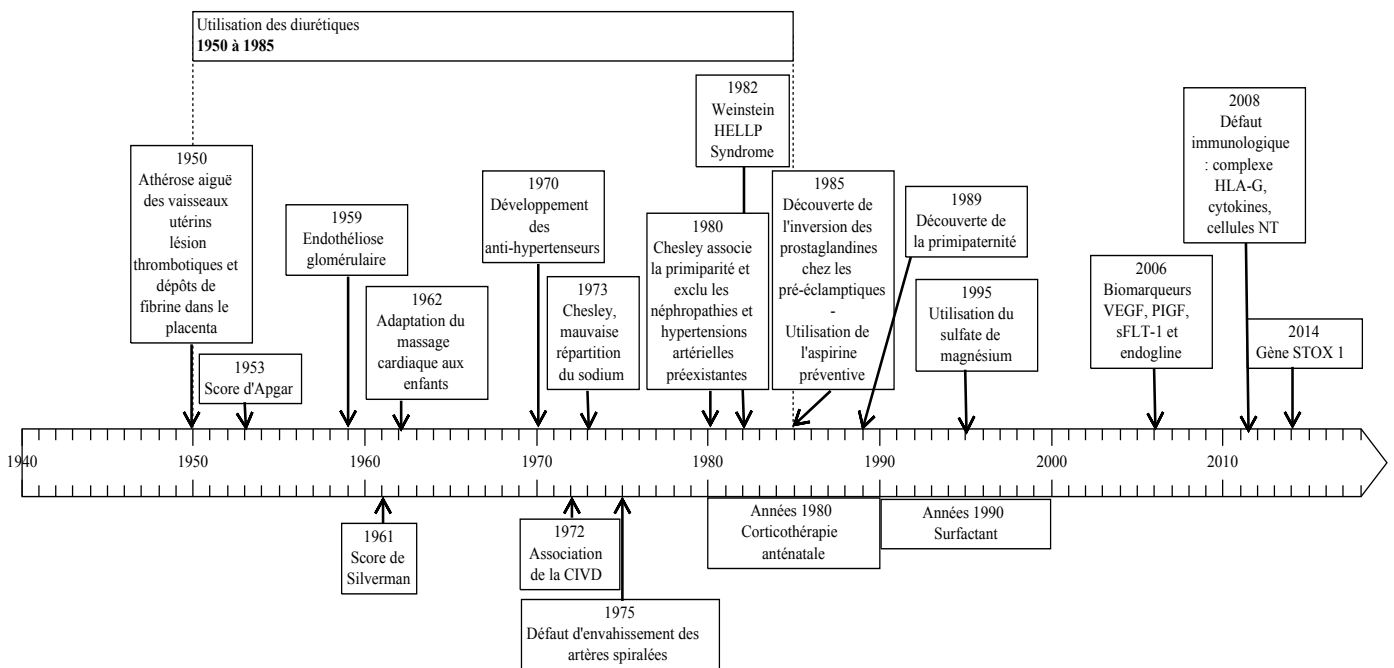 Utilisation des diurétiques
1950 à 1985
1950
Athérose aiguë
des vaisseaux
utérins
lésion
thrombotiques et
dépôts de
fibrine dans le
placenta
1953
Score d'Apgar
1959
Endothéliose
glomérulaire
1962
Adaptation du
massage
cardiaque aux
enfants
1970
Développement
des
anti-hypertenseurs
1973
Chesley,
mauvaise
répartition
du sodium
1980
Chesley associe
la primiparité et
exclu les
néphropathies et
hypertensions
artérielles
préexistantes
1982
Weinstein
HELLP
Syndrome
1985
Découverte de
l'inversion des
prostaglandines
chez les
pré-éclamptiques
-
Utilisation de
l'aspirine
préventive
1989
Découverte de
la primipaternité
1995
Utilisation du
sulfate de
magnésium
2006
Biomarqueurs
VEGF, PIGF,
sFLT-1 et
endogline
2008
Défaut
immunologique
: complexe
HLA-G,
cytokines,
cellules NT
2014
Gène STOX 1
1940 1950 1960 1970 1980 1990 2000 2010
1961
Score de
Silverman
1972
Association
de la CIVD
1975
Défaut d'envahissement des
artères spiralées
Années 1980
Corticothérapie
anténatale
Années 1990
Surfactant